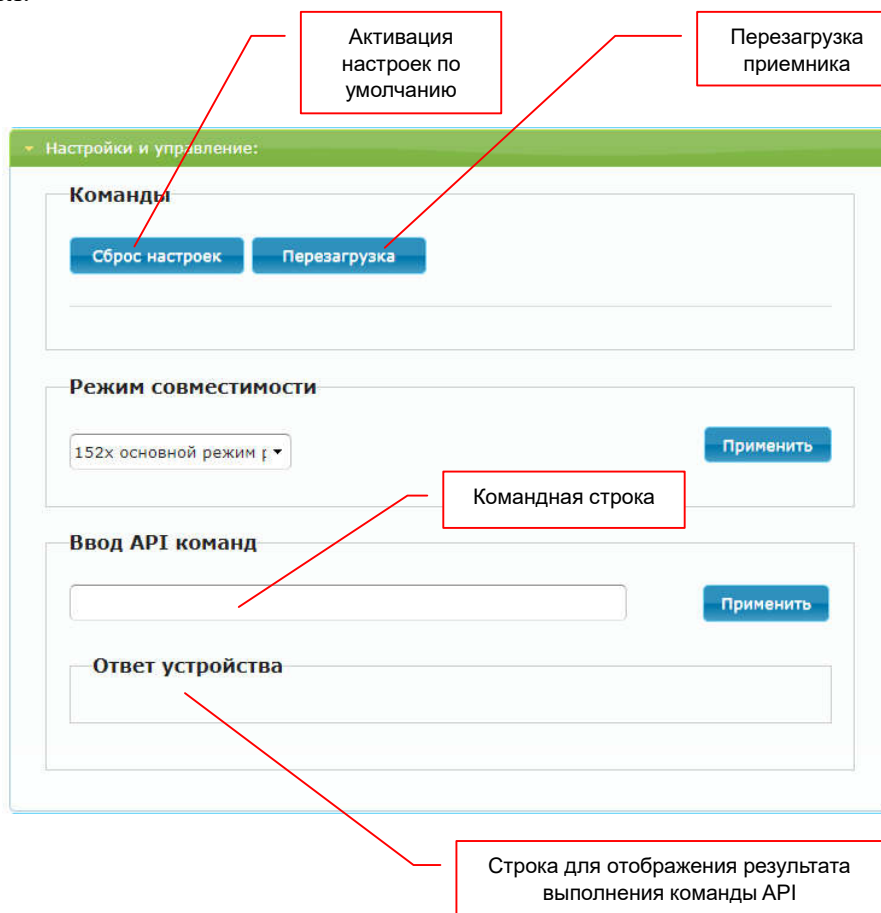 Активация
настроек по
умолчанию
Перезагрузка
приемника
Настройки и управление:
Команды
Сброс настроек
Перезагрузка
Режим совместимости
152x основной режим
Применить
Командная строка
Ввод API команд
Применить
Ответ устройства
Строка для отображения результата
выполнения команды API